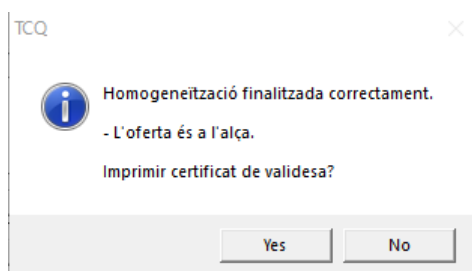 TCQ
Homogeneïtzació finalitzada correctament.
- L'oferta és a l'alça.
Imprimir certificat de validesa?
Yes
No